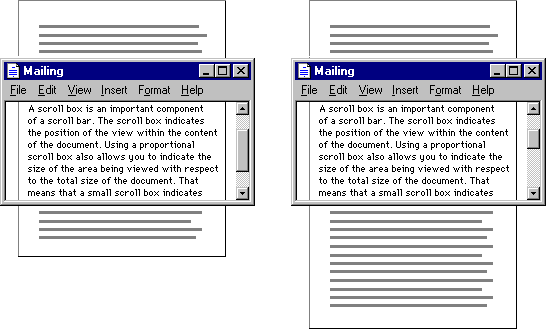 Mailing
File Edit View Insert Format Help
A scroll box is an important component
of a scroll bar. The scroll box indicates
the position of the view within the content
of the document. Using a proportional
scroll box also allows you to indicate the
size of the area being viewed with respect
to the total size of the document. That
means that a small scroll box indicates
Mailing
File Edit View Insert Format Help
A scroll box is an important component
of a scroll bar. The scroll box indicates
the position of the view within the content
of the document. Using a proportional
scroll box also allows you to indicate the
size of the area being viewed with respect
to the total size of the document. That
means that a small scroll box indicates